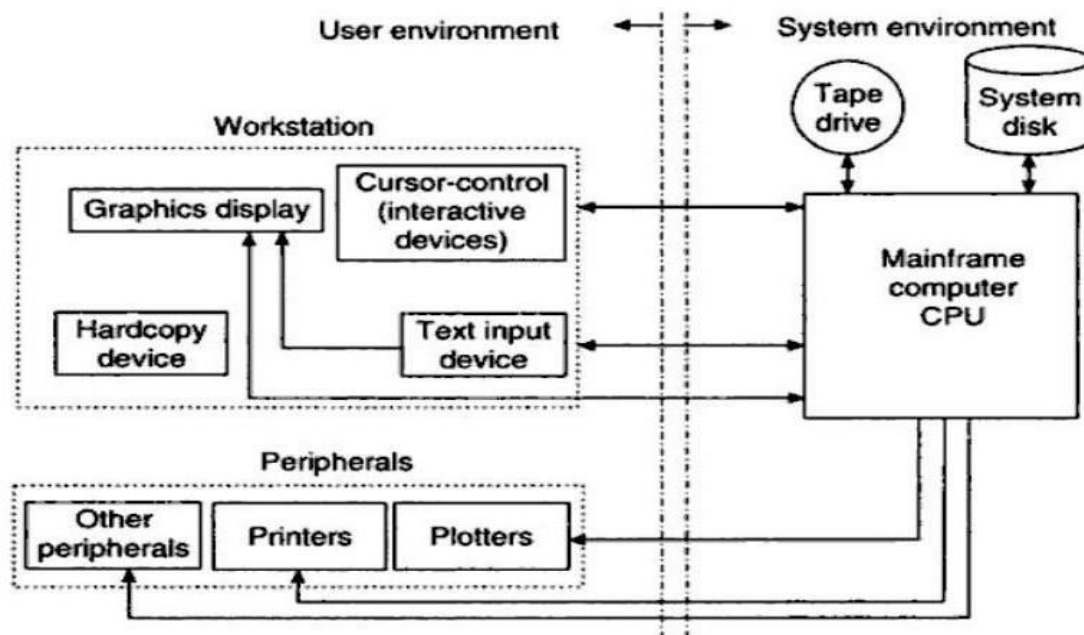 User environment
System environment
Tape
drive
System
disk
Workstation
Graphics display
Cursor-control
(interactive
devices)
Mainframe
computer
CPU
Hardcopy
device
Text input
device
Peripherals
Other
peripherals
Printers
Plotters